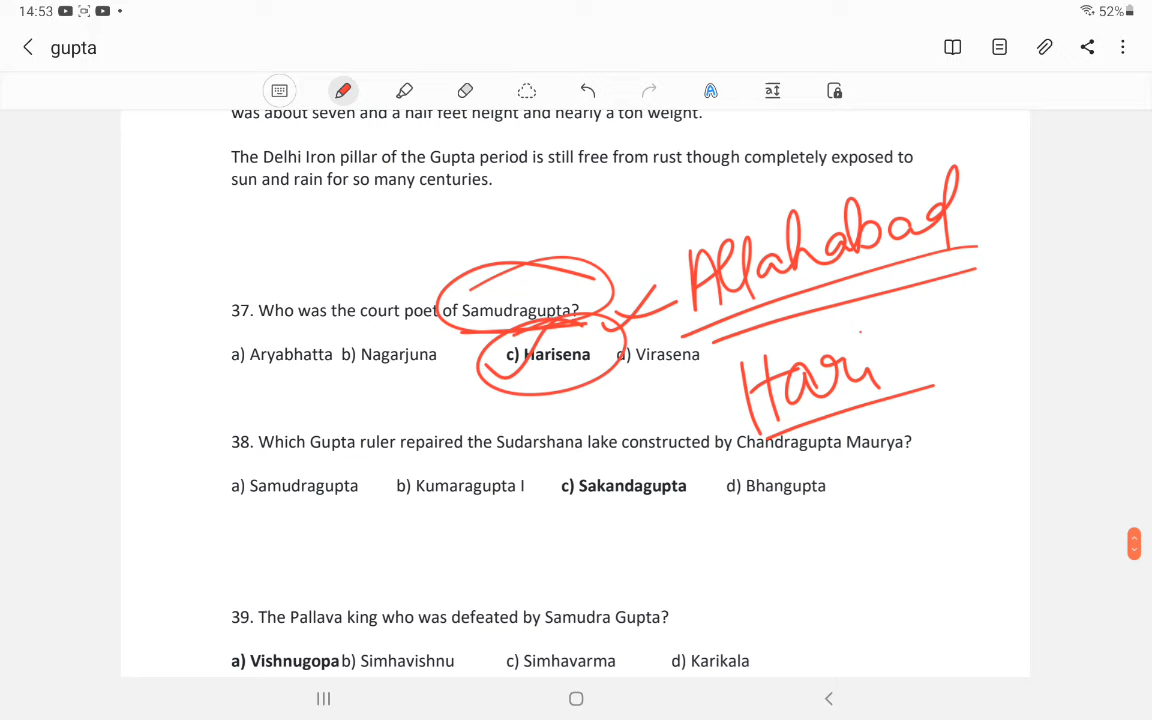 14:53
52%
gupta
was about seven and a half feet height and nearly a ton weight.
The Delhi Iron pillar of the Gupta period is still free from rust though completely exposed to
sun and rain for so many centuries.
Allahabad
37. Who was the court poet of Samudragupta?
a) Aryabhatta b) Nagarjuna c) Harisena d) Virasena
Hari
38. Which Gupta ruler repaired the Sudarshana lake constructed by Chandragupta Maurya?
a) Samudragupta b) Kumaragupta I c) Sakandagupta d) Bhangupta
39. The Pallava king who was defeated by Samudra Gupta?
a) Vishnugopa b) Simhavishnu c) Simhavarma d) Karikala